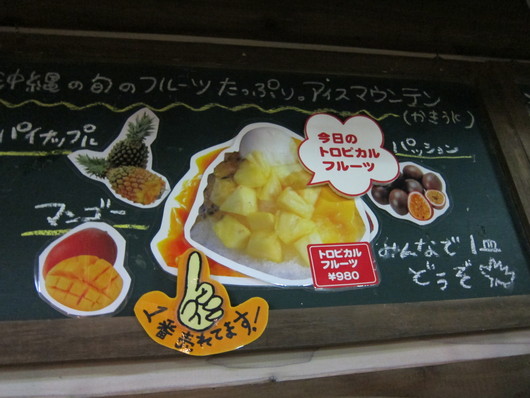 沖縄の旬のフルーツたっぷり。アイスマウンテン
(かき氷)
パイナップル
今日の
トロピカル
フルーツ
パッション
マンゴー
トロピカル
フルーツ
¥980
みんなで1皿
どうぞ
1番売れてます!